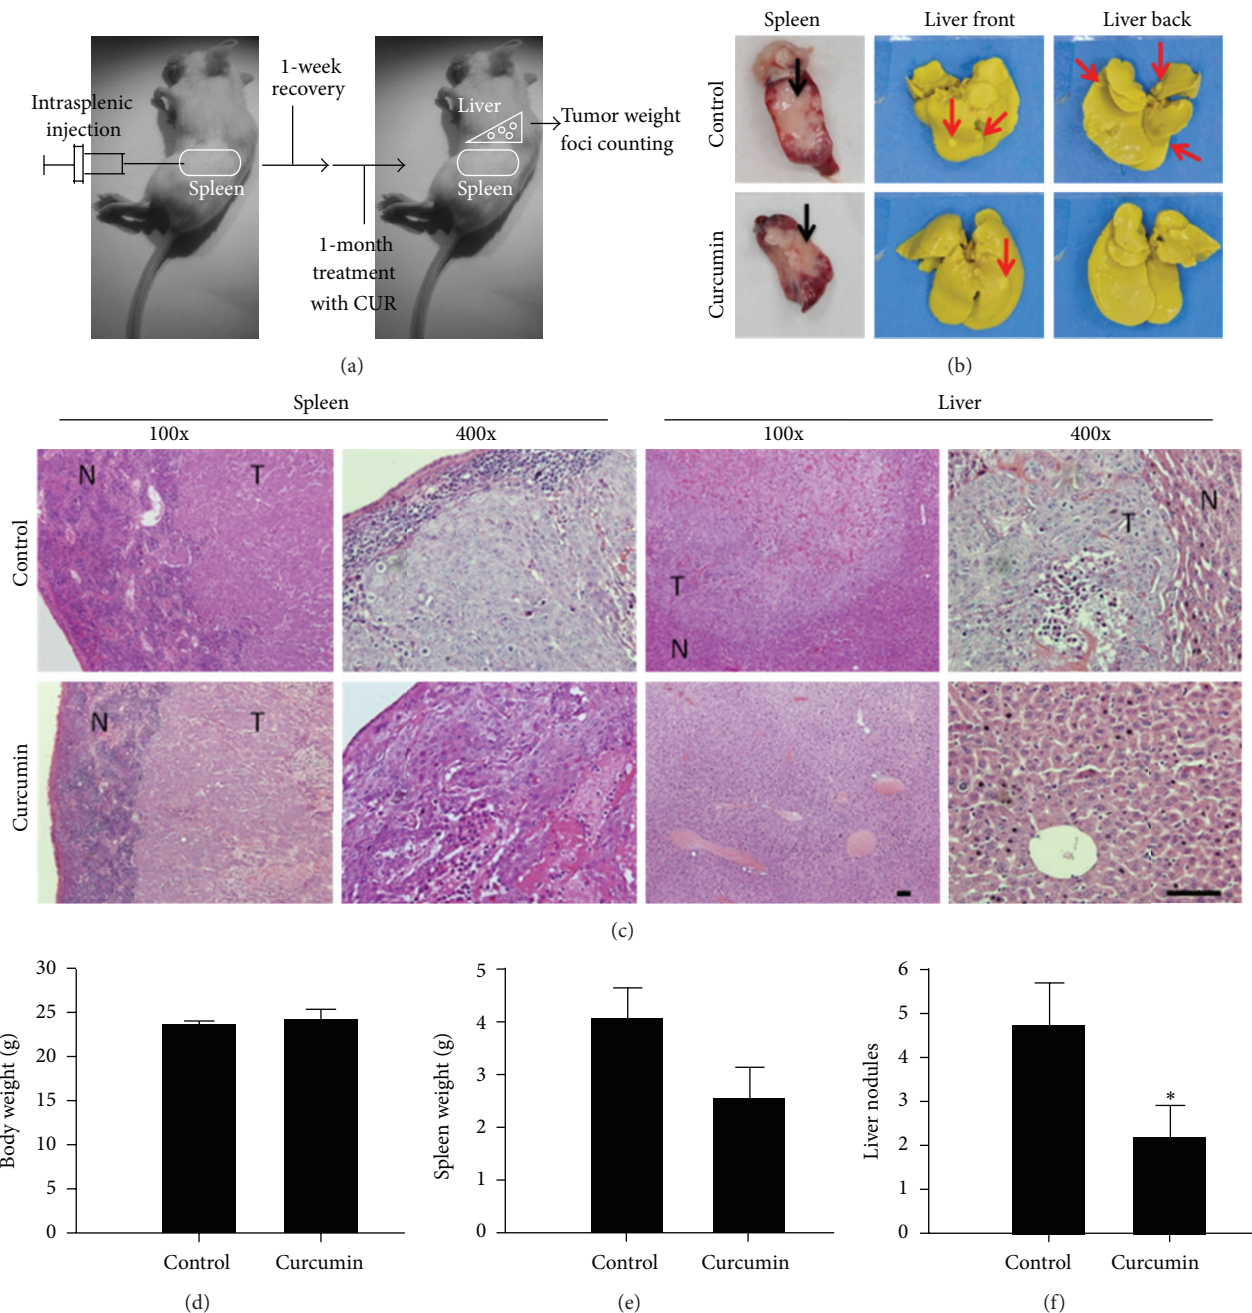 Intrasplenic
injection
Spleen
1-week
recovery
1-month
treatment
with CUR
Liver
Spleen
Tumor weight
foci counting
(a)
Spleen
Liver front
Liver back
Control
Curcumin
(b)
Spleen
Liver
100x
400x
100x
400x
Control
N
T
T
N
T
N
Curcumin
N
T
(c)
Body weight (g)
30
25
20
15
10
5
0
Control
Curcumin
(d)
Spleen weight (g)
5
4
3
2
1
0
Control
Curcumin
(e)
Liver nodules
6
5
4
3
2
1
0
*
Control
Curcumin
(f)